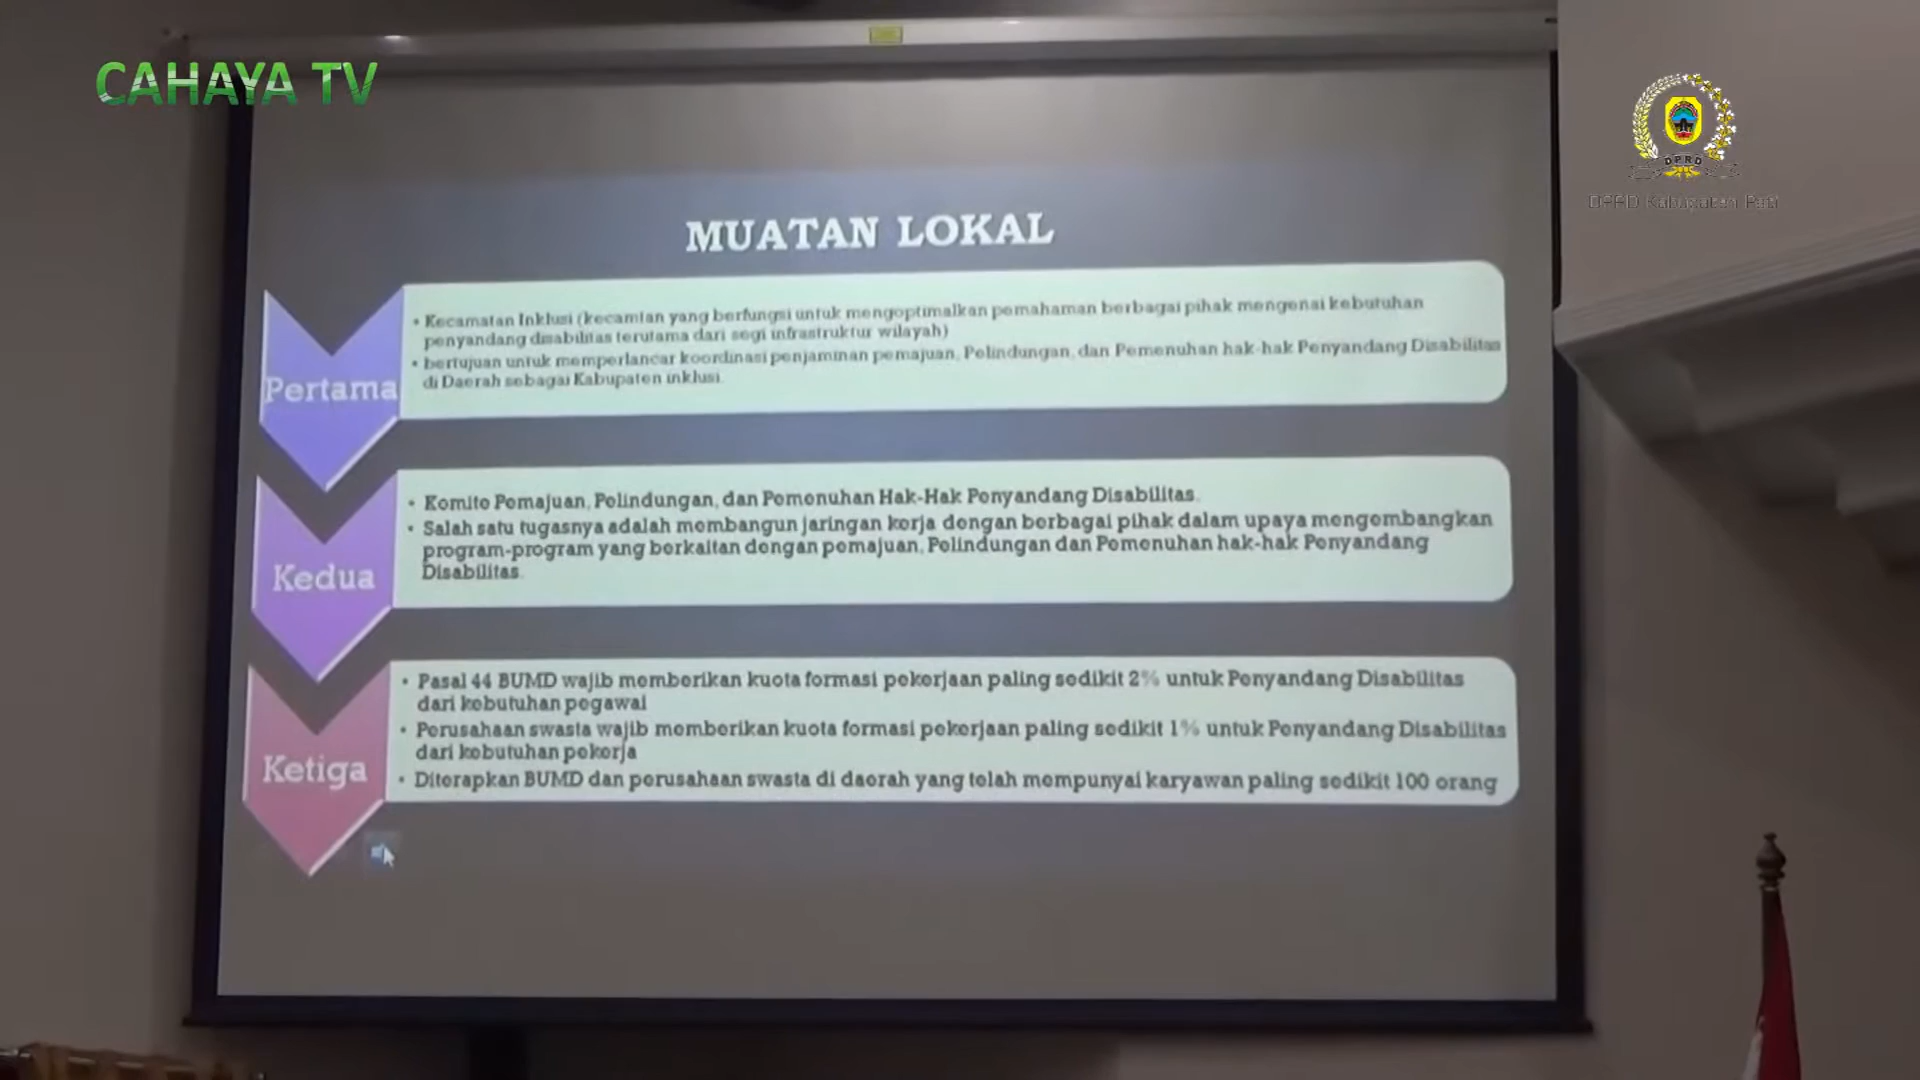 CAHAYA TV
DPRD
DPRD Kabupaten Pati
MUATAN LOKAL
Pertama
• Kecamatan Inklusi (kecamtan yang berfungsi untuk mengoptimalkan pemahaman berbagai pihak mengenai kebutuhan
penyandang disabilitas terutama dari segi infrastruktur wilayah)
• bertujuan untuk memperlancar koordinasi penjaminan pemajuan, Pelindungan, dan Pemenuhan hak-hak Penyandang Disabilitas
di Daerah sebagai Kabupaten inklusi.
Kedua
• Komite Pemajuan, Pelindungan, dan Pemenuhan Hak-Hak Penyandang Disabilitas.
• Salah satu tugasnya adalah membangun jaringan kerja dengan berbagai pihak dalam upaya mengembangkan
program-program yang berkaitan dengan pemajuan, Pelindungan dan Pemenuhan hak-hak Penyandang
Disabilitas.
Ketiga
• Pasal 44 BUMD wajib memberikan kuota formasi pekerjaan paling sedikit 2% untuk Penyandang Disabilitas
dari kebutuhan pegawai
• Perusahaan swasta wajib memberikan kuota formasi pekerjaan paling sedikit 1% untuk Penyandang Disabilitas
dari kebutuhan pekerja
• Diterapkan BUMD dan perusahaan swasta di daerah yang telah mempunyai karyawan paling sedikit 100 orang